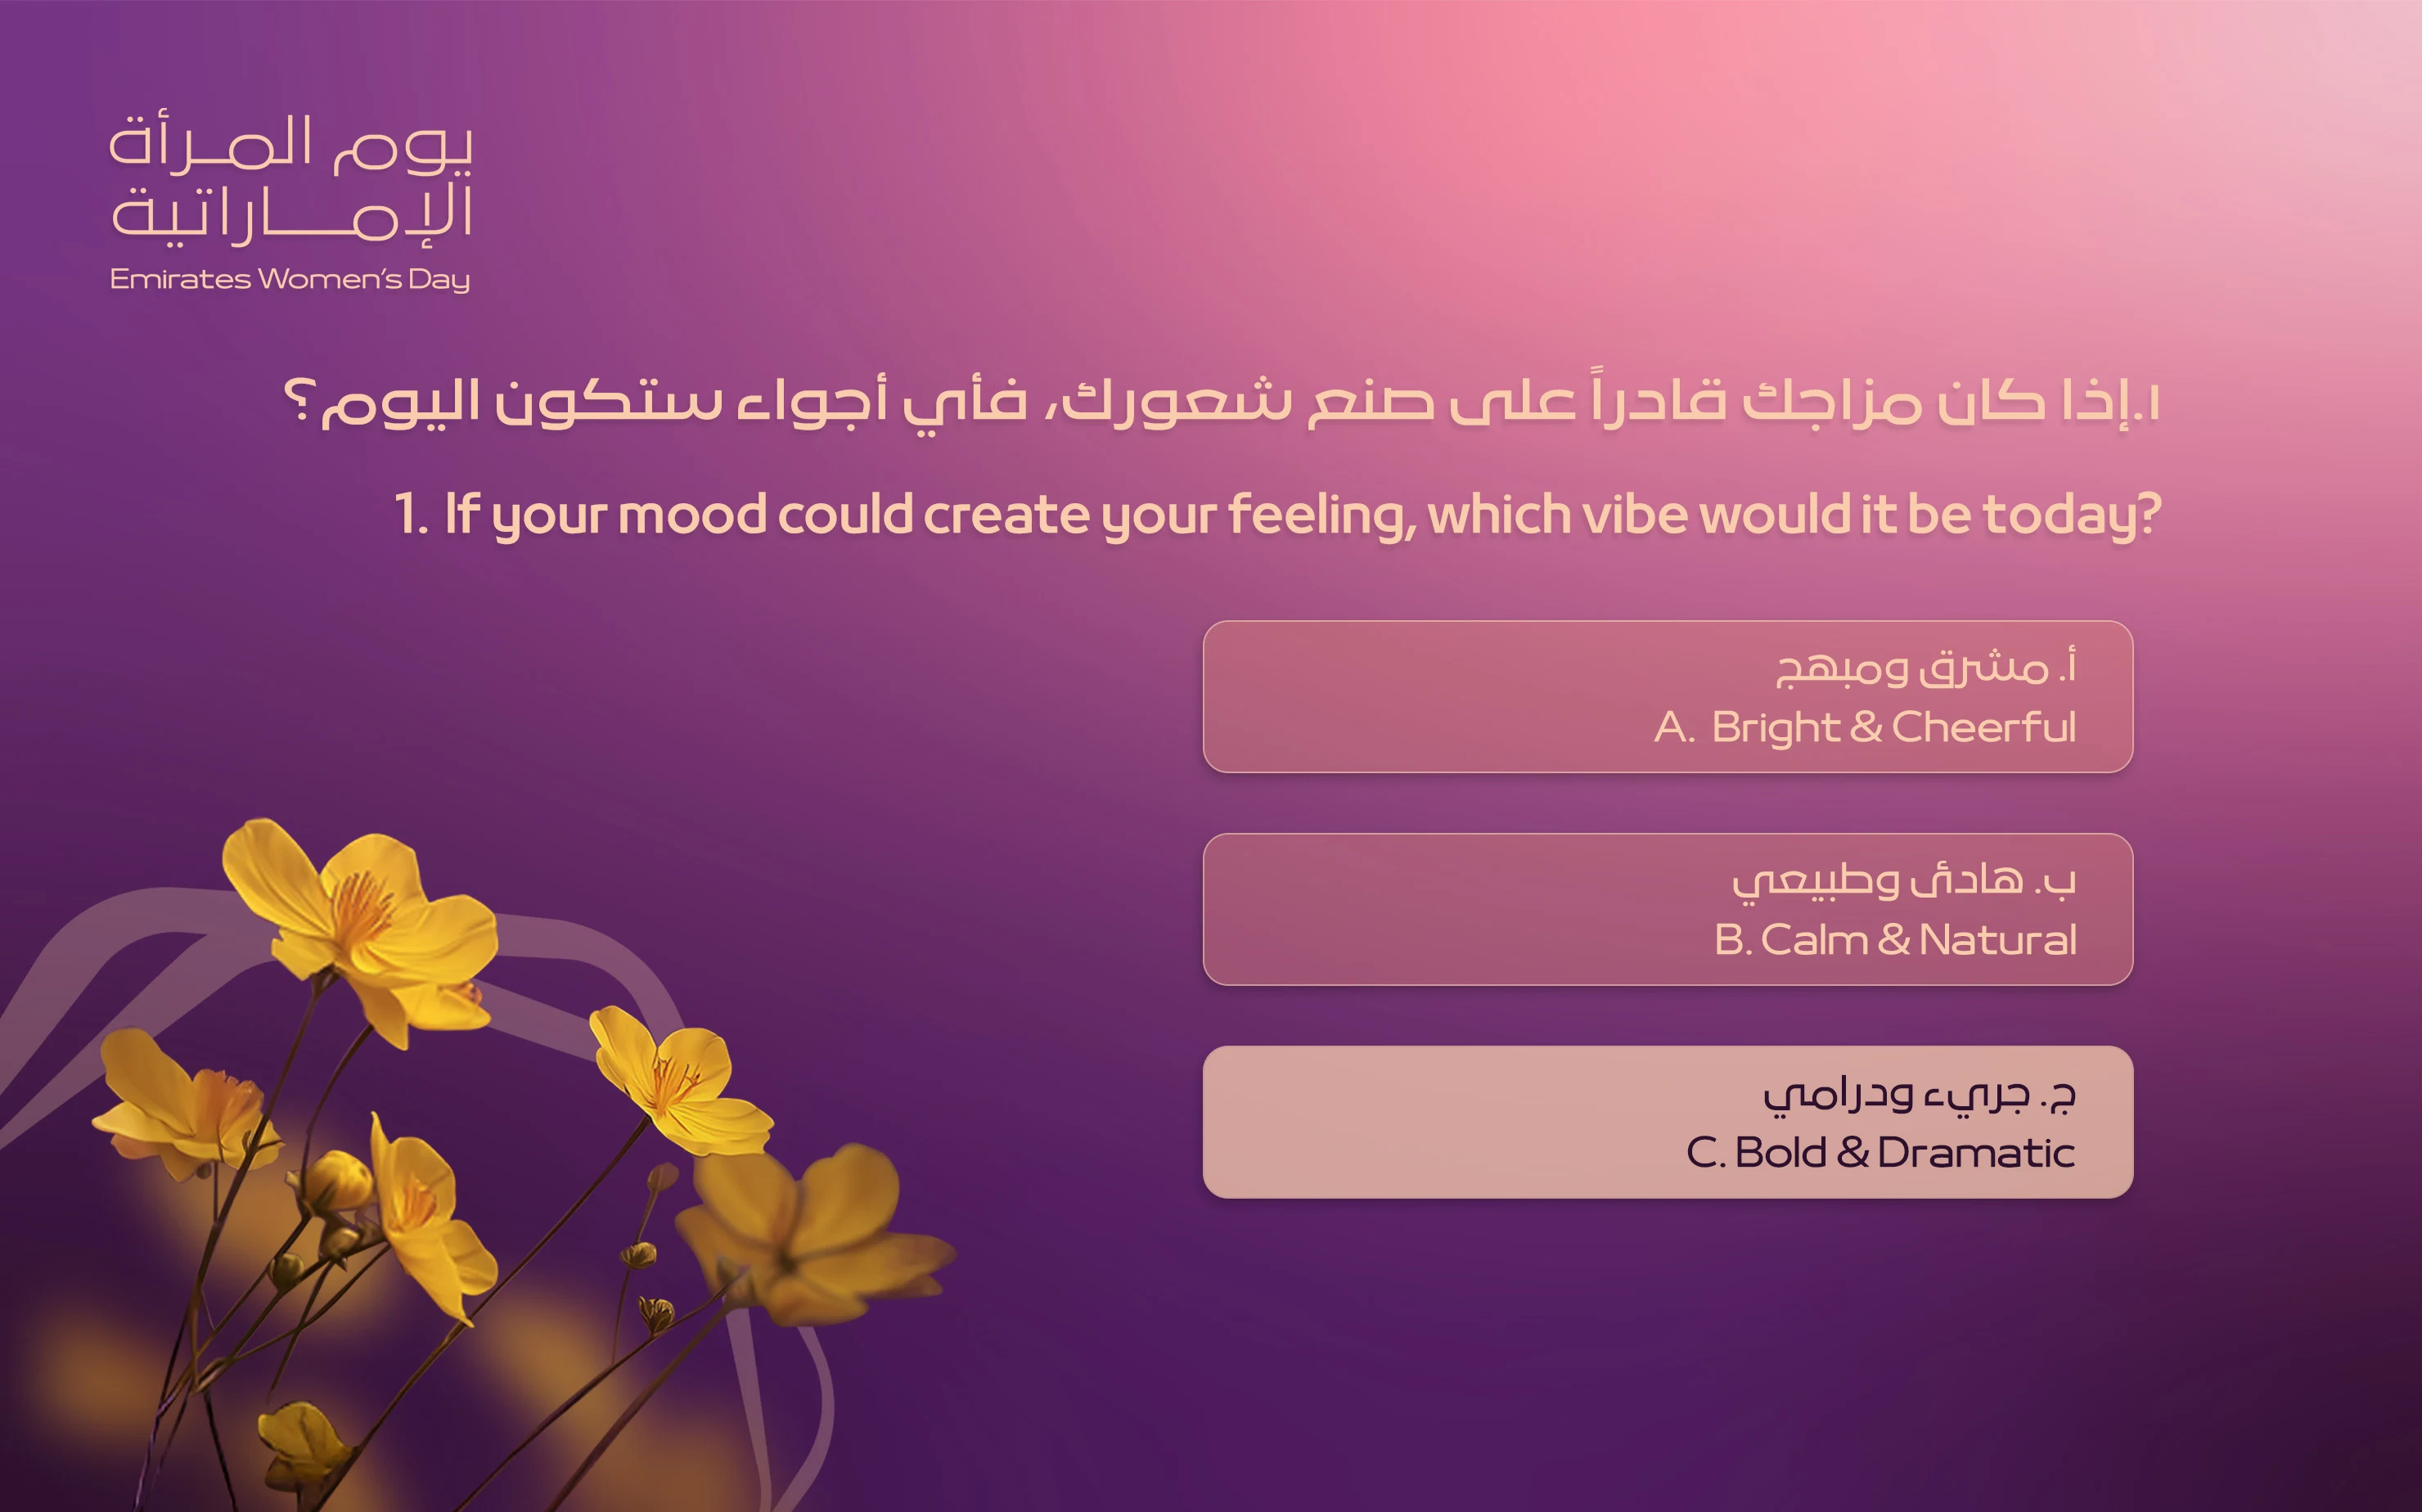 يوم المرأة
الإماراتية
Emirates Women's Day
١.إذا كان مزاجك قادراً على صنع شعورك، فأي أجواء ستكون اليوم؟
1. If your mood could create your feeling, which vibe would it be today?
أ. مشرق ومبهج
A. Bright & Cheerful
ب. هادئ وطبيعي
B. Calm & Natural
ج. جريء ودرامي
C. Bold & Dramatic